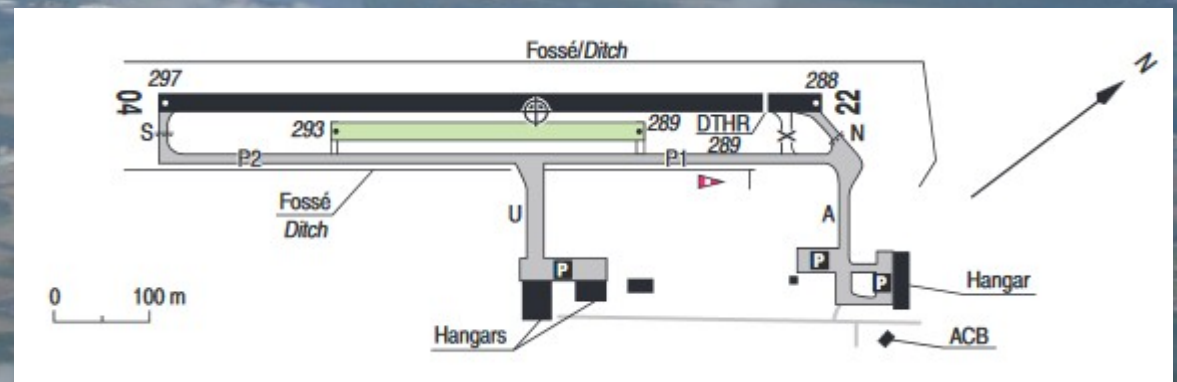 Fossé/Ditch
N
297
288
04
22
S
293
289
DTHR
N
289
P2
P1
Fossé
Ditch
U
A
P
P
P
Hangar
0
100 m
Hangars
ACB